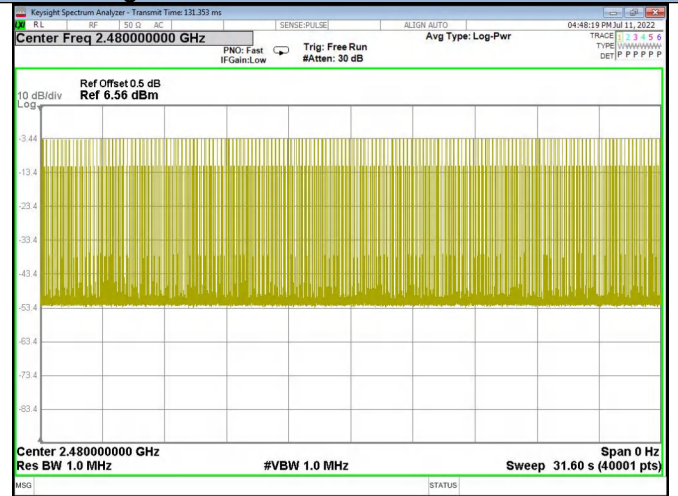 Keysight Spectrum Analyzer - Transmit Time: 131.353 ms
RL RF 50 Ω AC SENSE:PULSE ALIGN AUTO 04:48:19 PM Jul 11, 2022
Center Freq 2.480000000 GHz Avg Type: Log-Pwr TRACE 1 2 3 4 5 6
PNO: Fast Trig: Free Run TYPE WWWWWW
IFGain:Low #Atten: 30 dB DET P P P P P P
Ref Offset 0.5 dB
10 dB/div Ref 6.56 dBm
Log
-3.44
-13.4
-23.4
-33.4
-43.4
-53.4
-63.4
-73.4
-83.4
Center 2.480000000 GHz Span 0 Hz
Res BW 1.0 MHz #VBW 1.0 MHz Sweep 31.60 s (40001 pts)
MSG STATUS